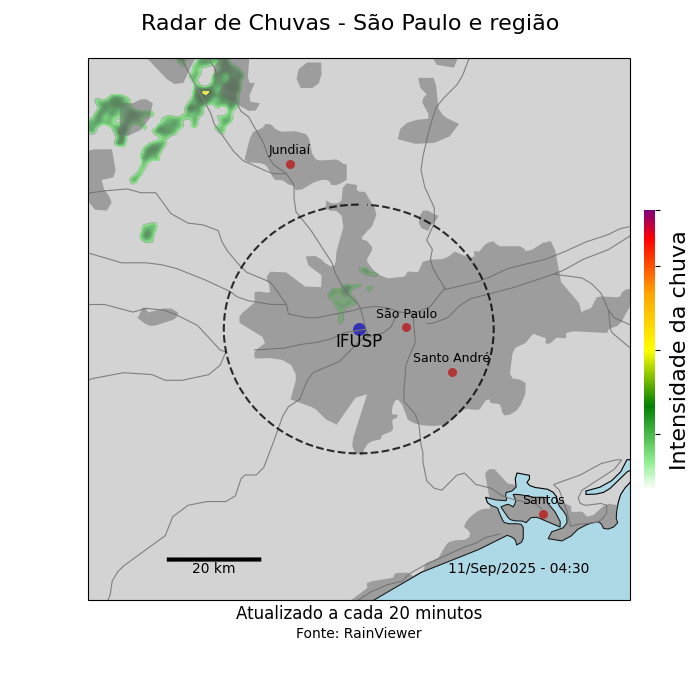 Radar de Chuvas - São Paulo e região
Jundiaí
São Paulo
IFUSP
Santo André
Santos
20 km
11/Sep/2025 - 04:30
Intensidade da chuva
Atualizado a cada 20 minutos
Fonte: RainViewer